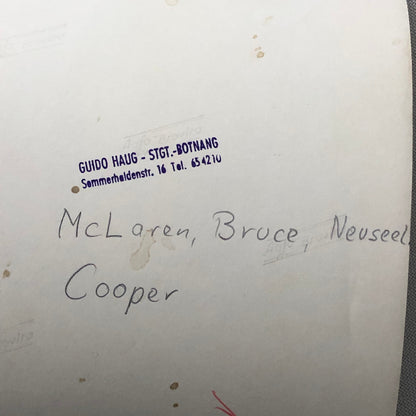 GUIDO HAUG - STGT.-BOTNANG
Sommerhaldenstr. 16 Tel. 654210
McLaren, Bruce, Neuseel
Cooper